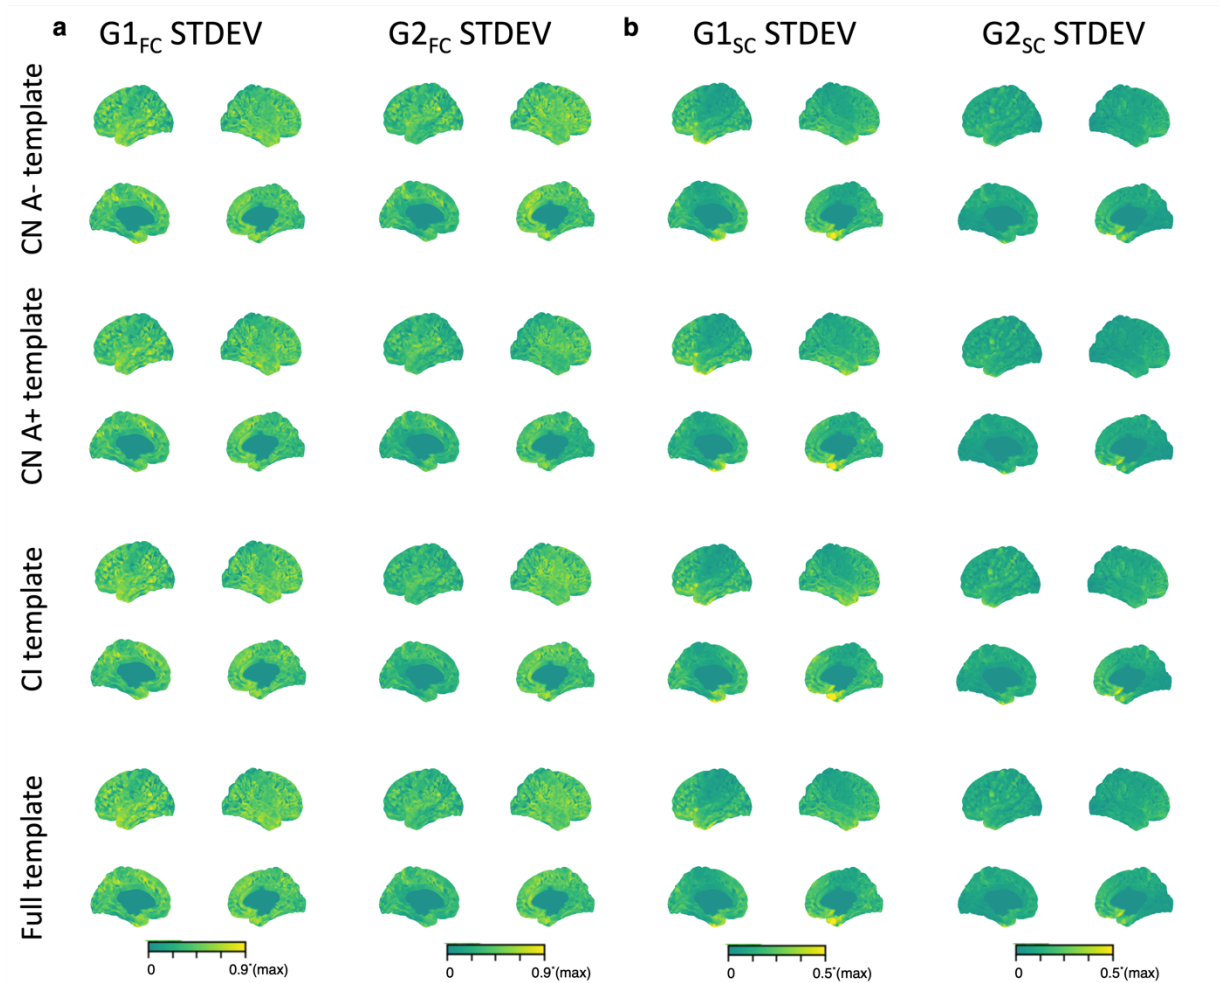 a G1FC STDEV G2FC STDEV b G1SC STDEV G2SC STDEV
CN A- template
CN A+ template
CI template
Full template
0 0.9*(max) 0 0.9*(max) 0 0.5*(max) 0 0.5*(max)